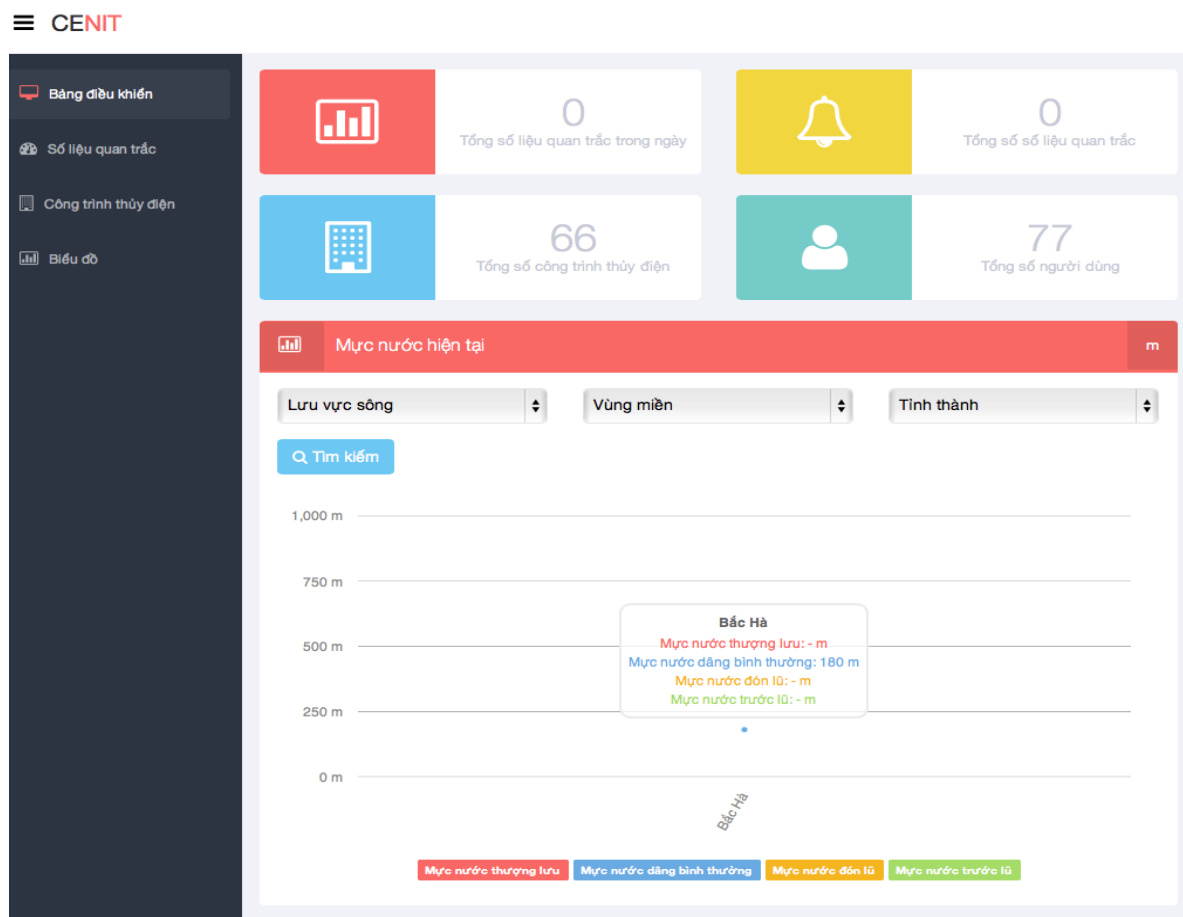 CENIT
Bảng điều khiển
Số liệu quan trắc
Công trình thủy điện
Biểu đồ
0
Tổng số liệu quan trắc trong ngày
0
Tổng số số liệu quan trắc
66
Tổng số công trình thủy điện
77
Tổng số người dùng
Mực nước hiện tại
m
Lưu vực sông
Vùng miền
Tỉnh thành
Tìm kiếm
1,000 m
750 m
500 m
250 m
0 m
Bắc Hà
Mực nước thượng lưu: - m
Mực nước dâng bình thường: 180 m
Mực nước đón lũ: - m
Mực nước trước lũ: - m
Bắc Hà
Mực nước thượng lưu
Mực nước dâng bình thường
Mực nước đón lũ
Mực nước trước lũ